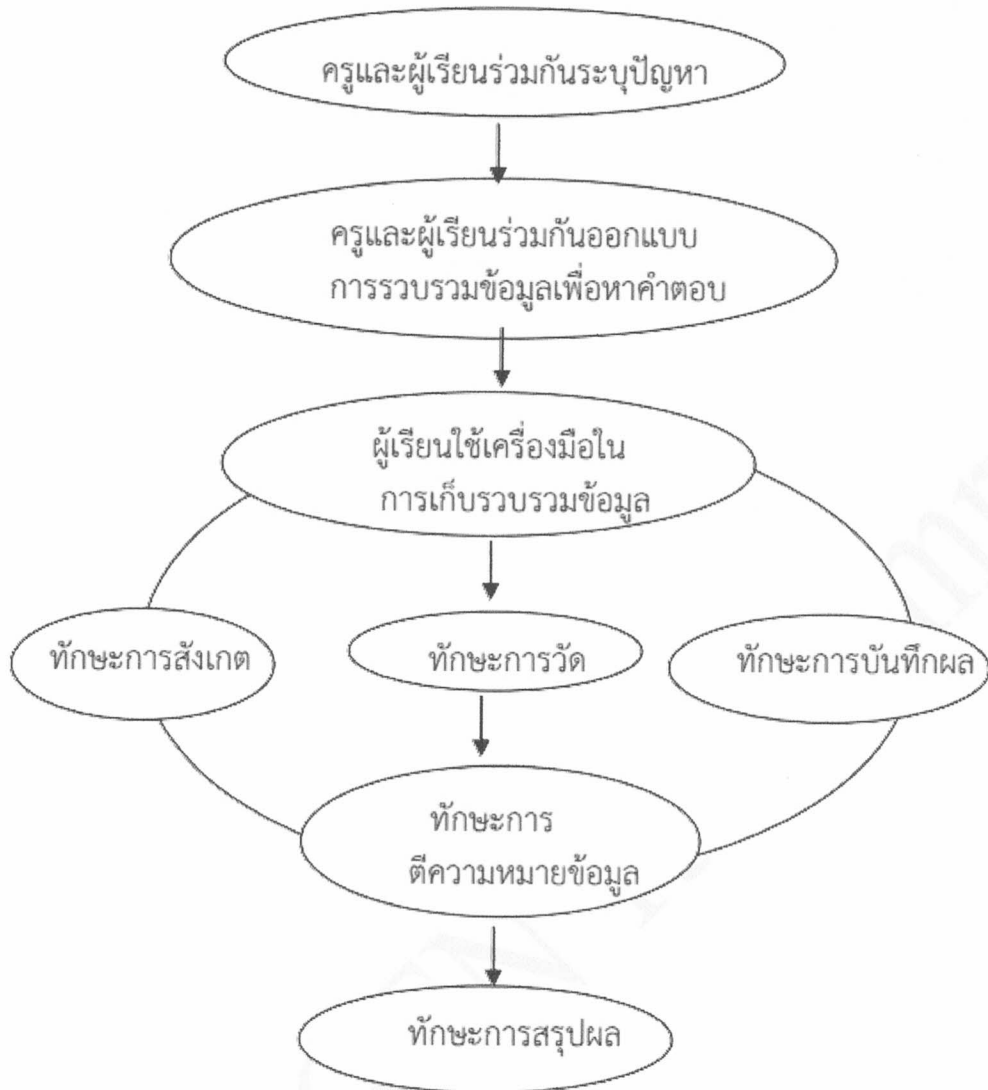 ครูและผู้เรียนร่วมกันระบุปัญหา
ครูและผู้เรียนร่วมกันออกแบบ
การรวบรวมข้อมูลเพื่อหาคำตอบ
ผู้เรียนใช้เครื่องมือใน
การเก็บรวบรวมข้อมูล
ทักษะการสังเกต
ทักษะการวัด
ทักษะการบันทึกผล
ทักษะการ
ตีความหมายข้อมูล
ทักษะการสรุปผล